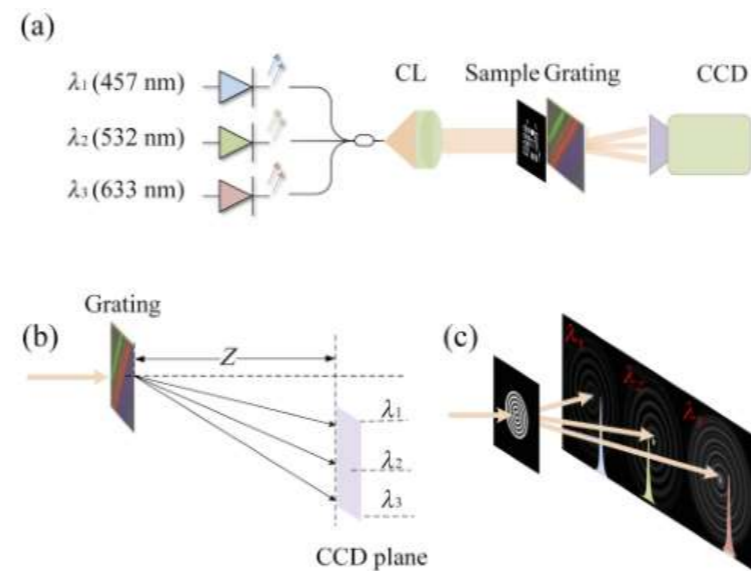 (a)
λ1 (457 nm)
λ2 (532 nm)
λ3 (633 nm)
CL
Sample Grating
CCD
(b)
Grating
Z
λ1
λ2
λ3
CCD plane
(c)